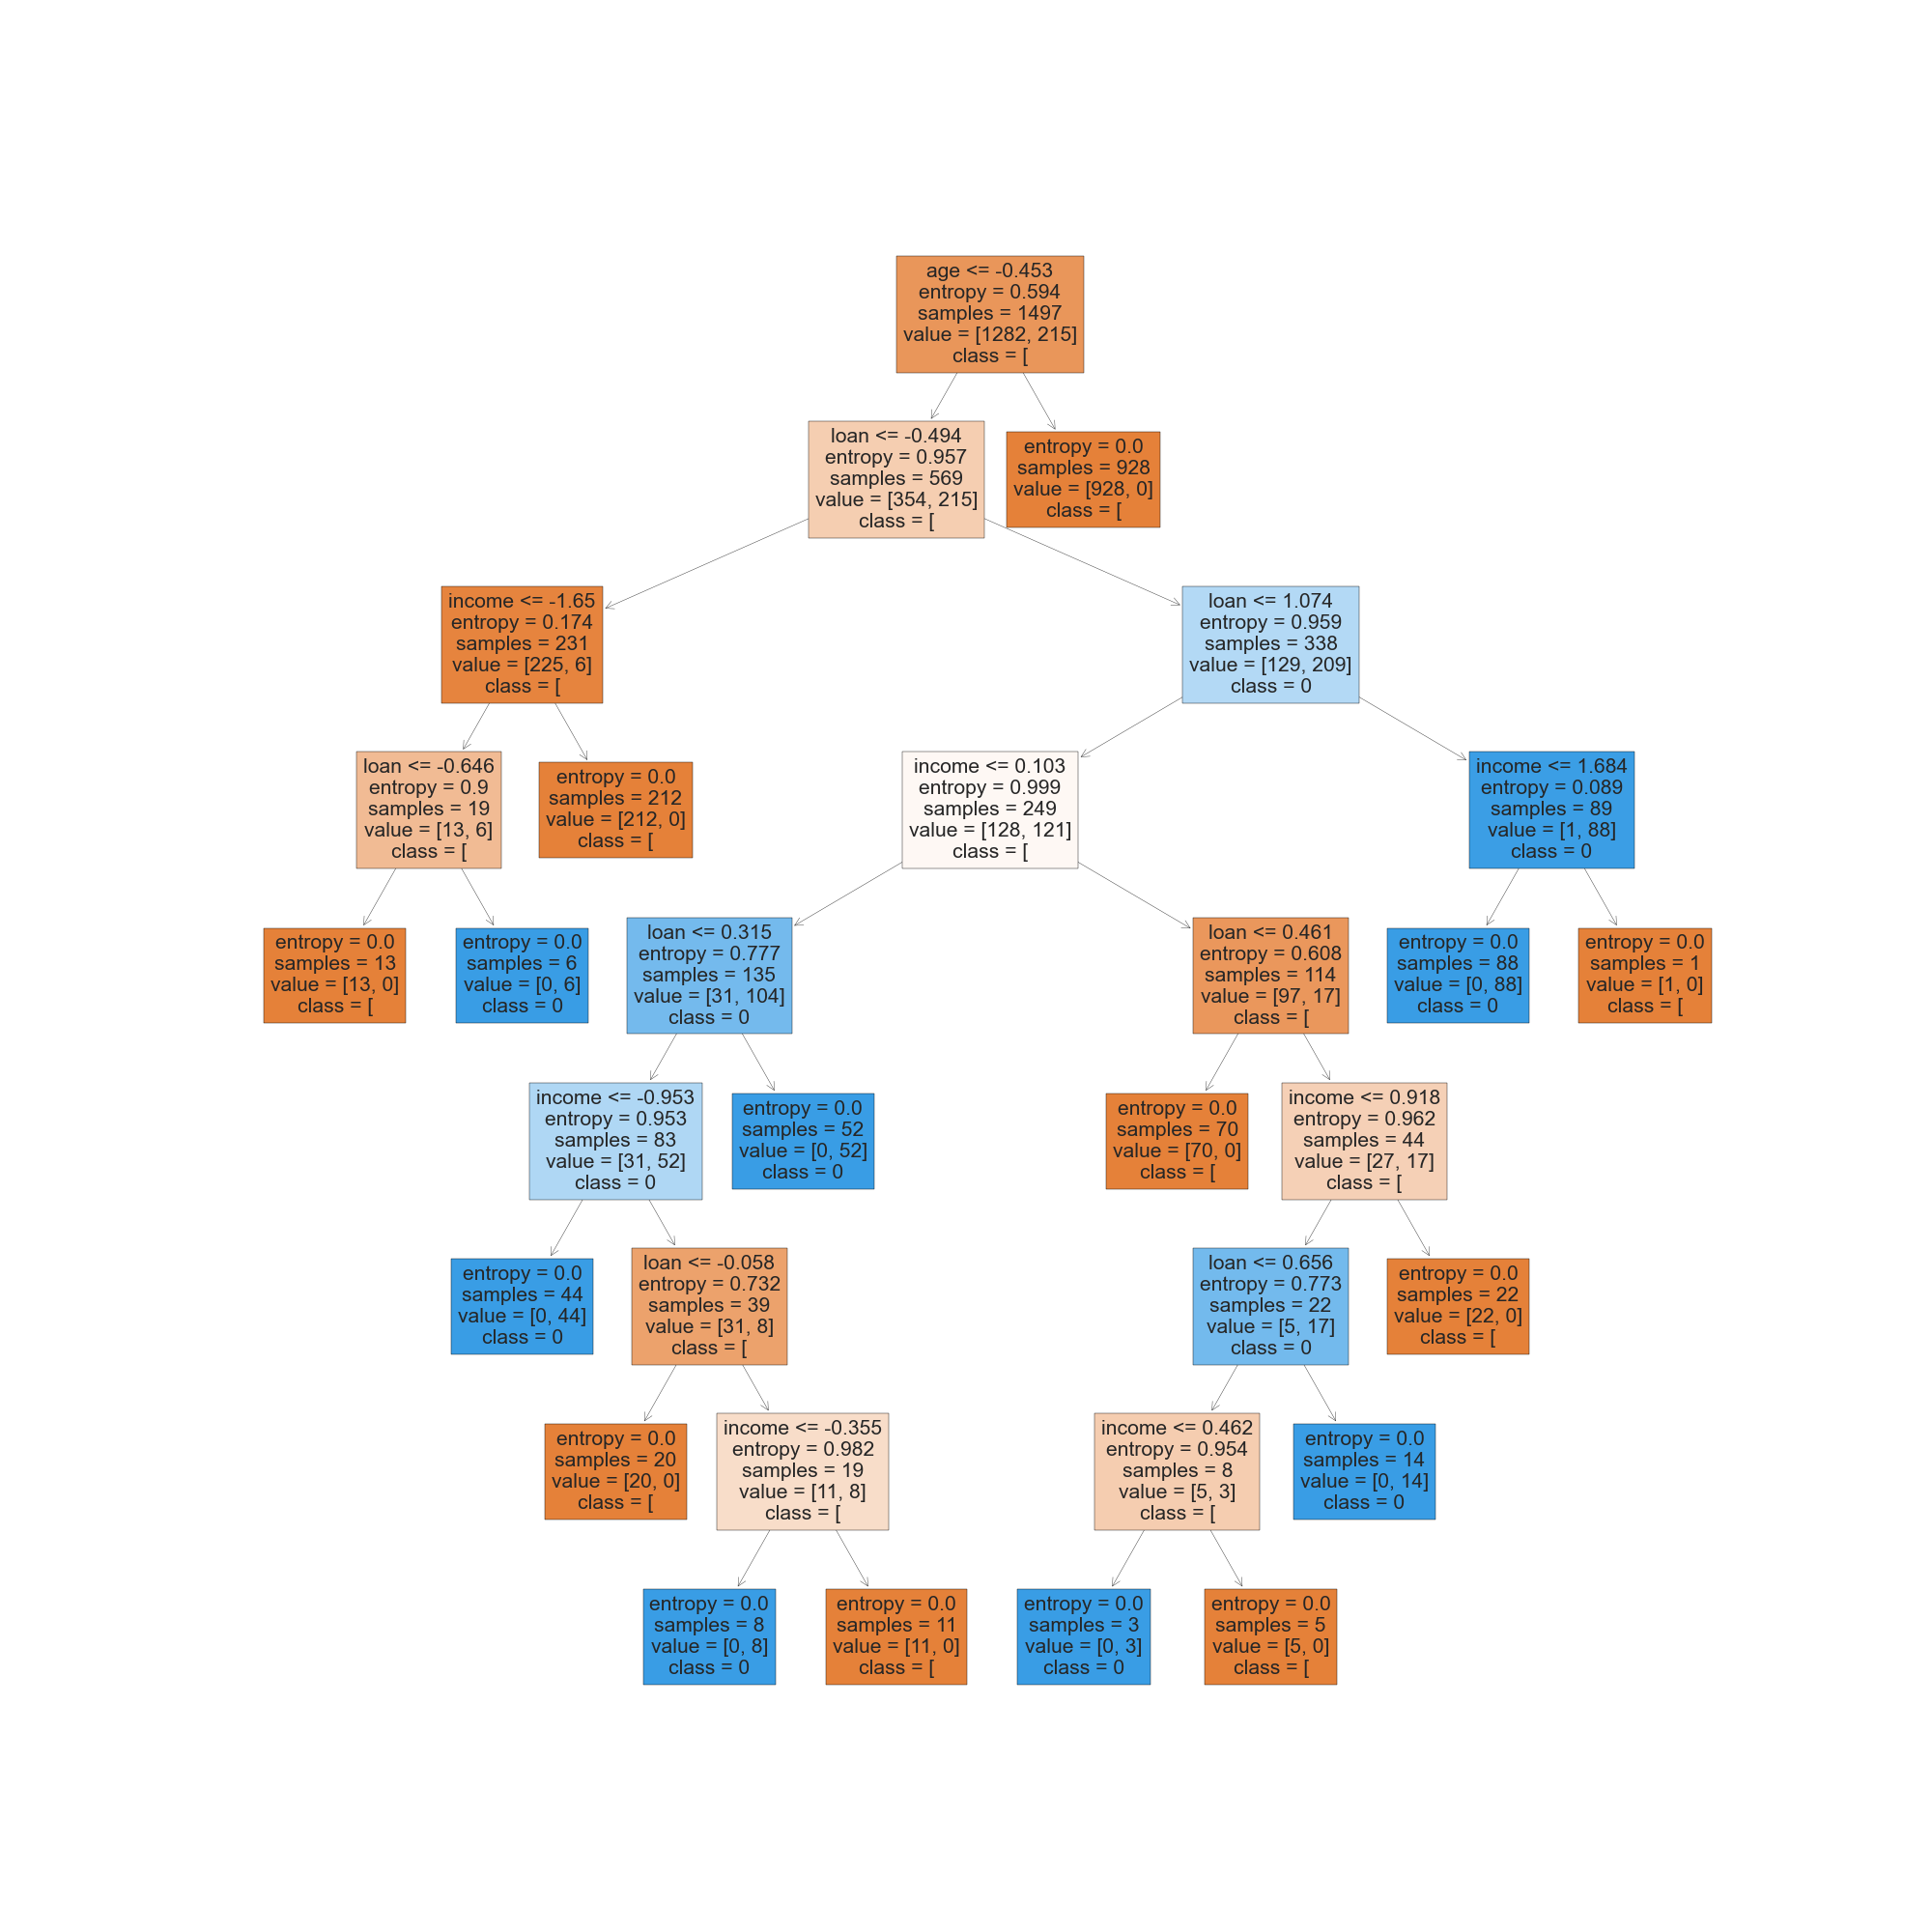 age <= -0.453
entropy = 0.594
samples = 1497
value = [1282, 215]
class = [
loan <= -0.494
entropy = 0.957
samples = 569
value = [354, 215]
class = [
entropy = 0.0
samples = 928
value = [928, 0]
class = [
income <= -1.65
entropy = 0.174
samples = 231
value = [225, 6]
class = [
loan <= 1.074
entropy = 0.959
samples = 338
value = [129, 209]
class = 0
loan <= -0.646
entropy = 0.9
samples = 19
value = [13, 6]
class = [
entropy = 0.0
samples = 212
value = [212, 0]
class = [
income <= 0.103
entropy = 0.999
samples = 249
value = [128, 121]
class = [
income <= 1.684
entropy = 0.089
samples = 89
value = [1, 88]
class = 0
entropy = 0.0
samples = 13
value = [13, 0]
class = [
entropy = 0.0
samples = 6
value = [0, 6]
class = 0
loan <= 0.315
entropy = 0.777
samples = 135
value = [31, 104]
class = 0
loan <= 0.461
entropy = 0.608
samples = 114
value = [97, 17]
class = [
entropy = 0.0
samples = 88
value = [0, 88]
class = 0
entropy = 0.0
samples = 1
value = [1, 0]
class = [
income <= -0.953
entropy = 0.953
samples = 83
value = [31, 52]
class = 0
entropy = 0.0
samples = 52
value = [0, 52]
class = 0
entropy = 0.0
samples = 70
value = [70, 0]
class = [
income <= 0.918
entropy = 0.962
samples = 44
value = [27, 17]
class = [
entropy = 0.0
samples = 44
value = [0, 44]
class = 0
loan <= -0.058
entropy = 0.732
samples = 39
value = [31, 8]
class = [
loan <= 0.656
entropy = 0.773
samples = 22
value = [5, 17]
class = 0
entropy = 0.0
samples = 22
value = [22, 0]
class = [
entropy = 0.0
samples = 20
value = [20, 0]
class = [
income <= -0.355
entropy = 0.982
samples = 19
value = [11, 8]
class = [
income <= 0.462
entropy = 0.954
samples = 8
value = [5, 3]
class = [
entropy = 0.0
samples = 14
value = [0, 14]
class = 0
entropy = 0.0
samples = 8
value = [0, 8]
class = 0
entropy = 0.0
samples = 11
value = [11, 0]
class = [
entropy = 0.0
samples = 3
value = [0, 3]
class = 0
entropy = 0.0
samples = 5
value = [5, 0]
class = [